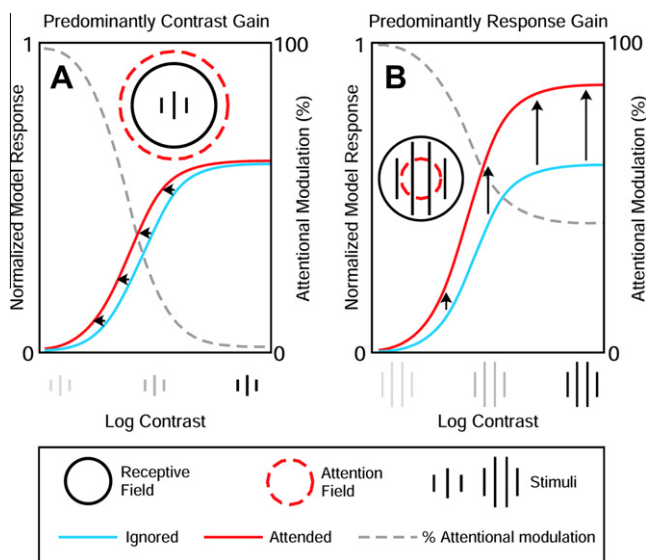 Predominantly Contrast Gain
Predominantly Response Gain
A
B
1
100
1
100
Normalized Model Response
Attentional Modulation (%)
Normalized Model Response
Attentional Modulation (%)
0
0
0
0
Log Contrast
Log Contrast
Receptive
Field
Attention
Field
Stimuli
Ignored
Attended
% Attentional modulation